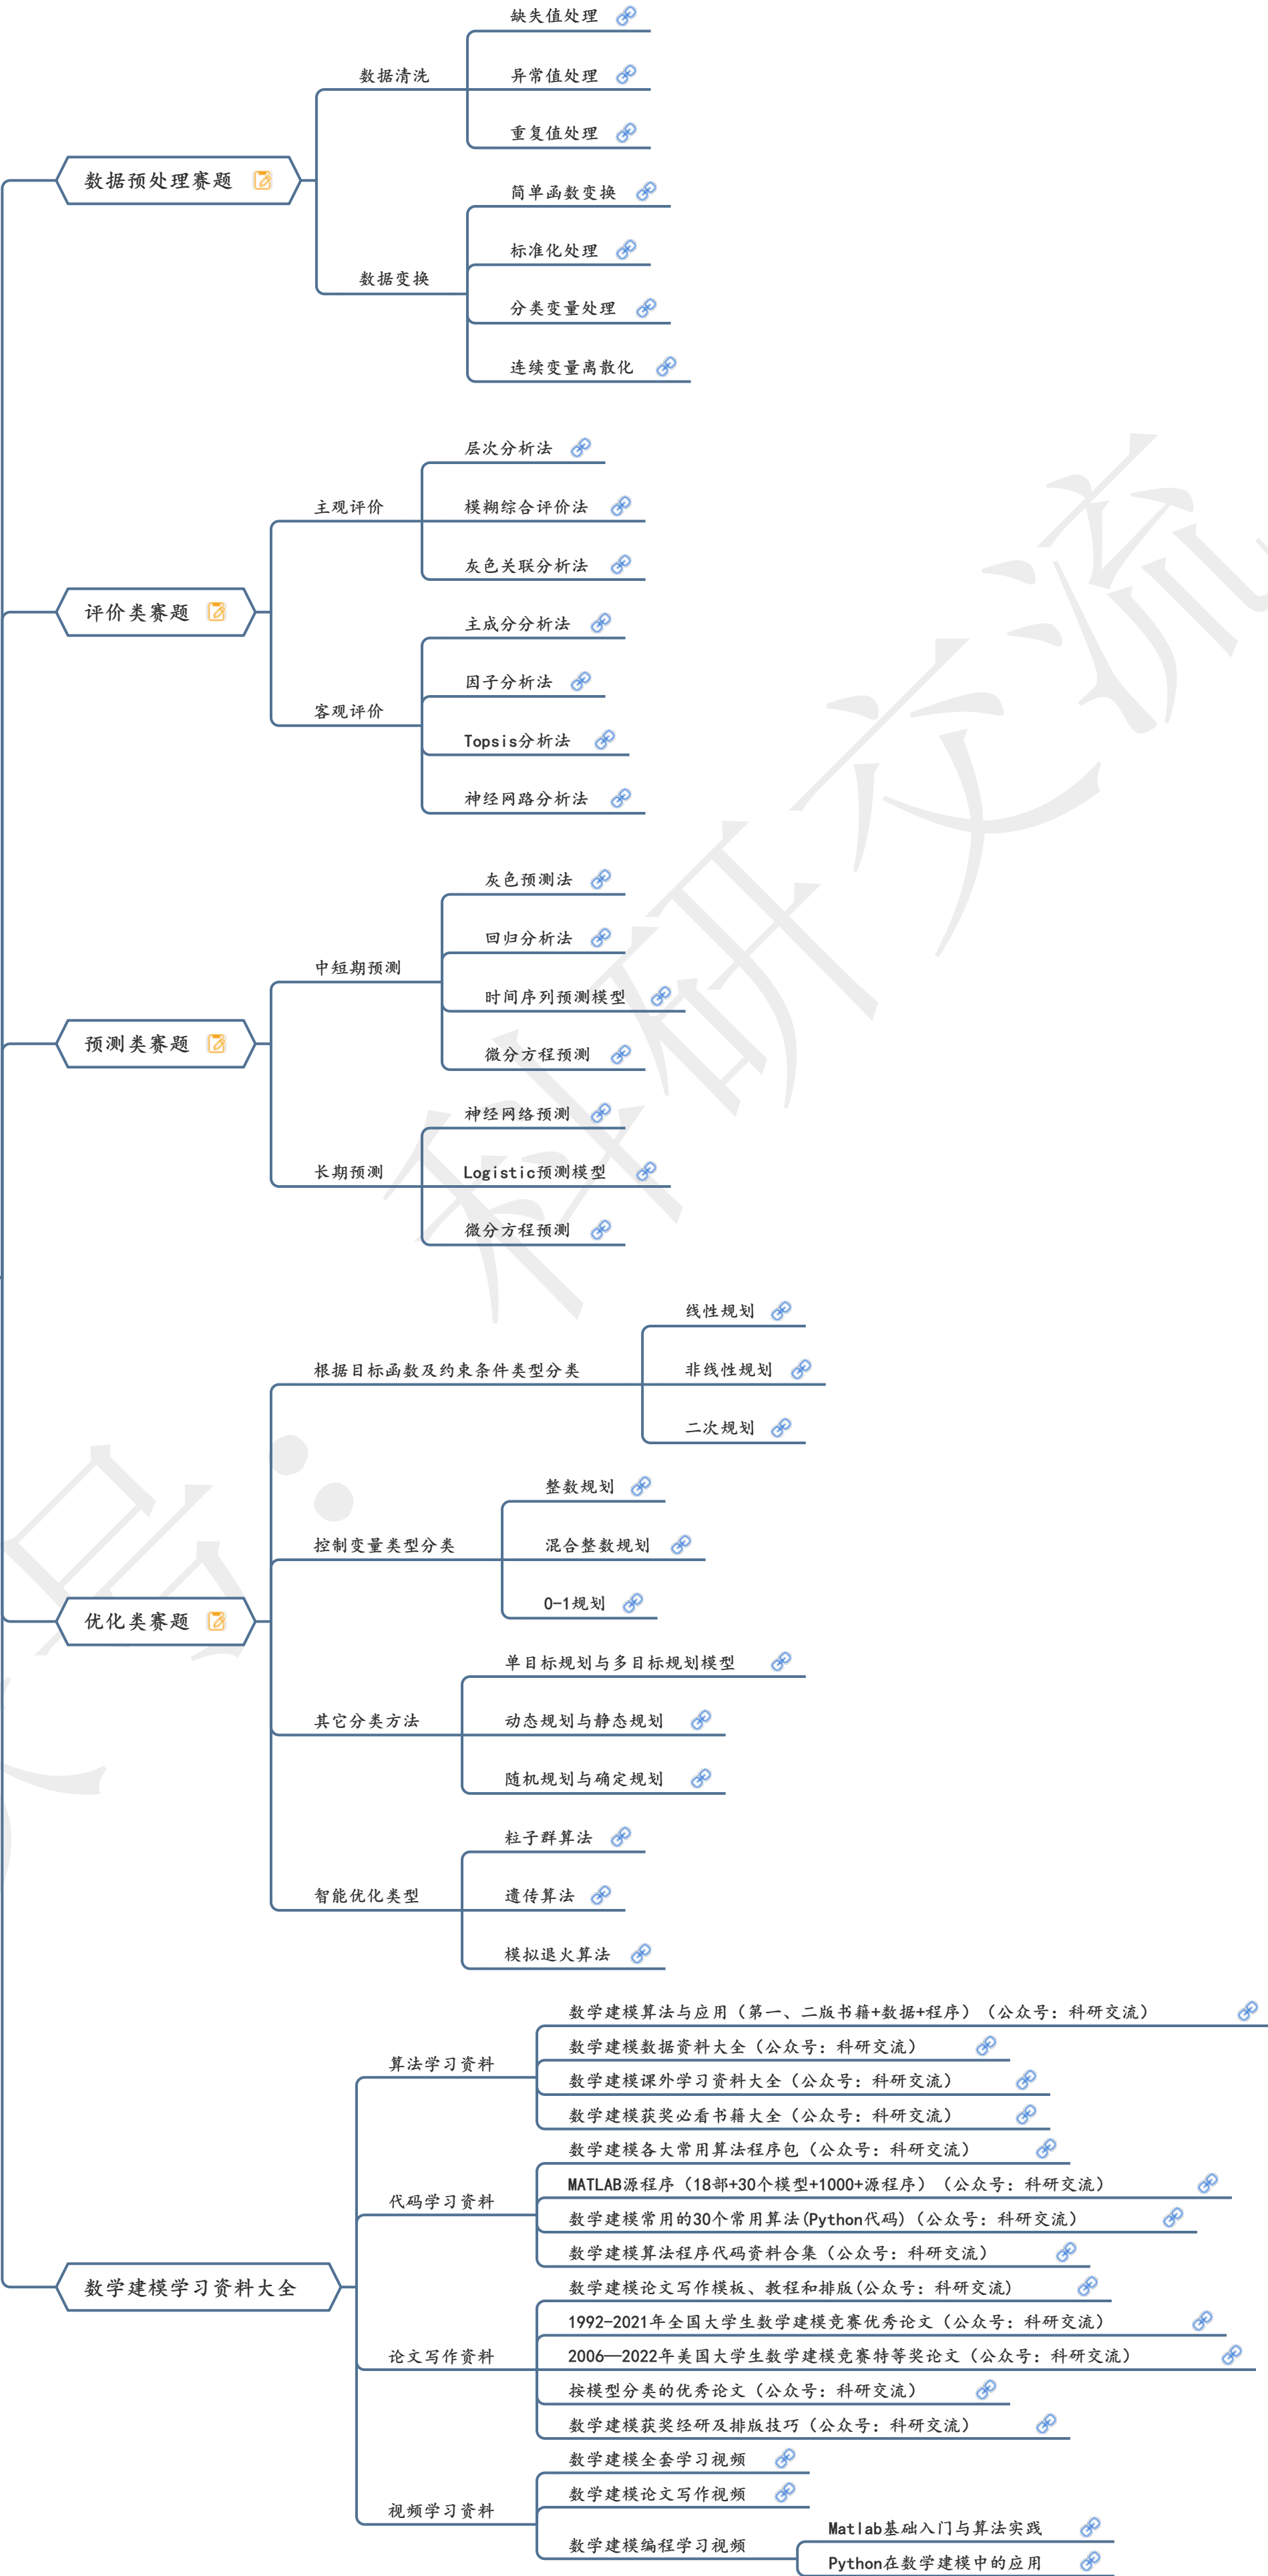 缺失值处理
数据清洗
异常值处理
重复值处理
数据预处理赛题
简单函数变换
标准化处理
数据变换
分类变量处理
连续变量离散化
层次分析法
主观评价
模糊综合评价法
灰色关联分析法
评价类赛题
主成分分析法
因子分析法
客观评价
Topsis分析法
神经网路分析法
灰色预测法
回归分析法
中短期预测
时间序列预测模型
微分方程预测
预测类赛题
神经网络预测
长期预测
Logistic预测模型
微分方程预测
线性规划
根据目标函数及约束条件类型分类
非线性规划
二次规划
整数规划
控制变量类型分类
混合整数规划
0-1规划
优化类赛题
单目标规划与多目标规划模型
其它分类方法
动态规划与静态规划
随机规划与确定规划
粒子群算法
智能优化类型
遗传算法
模拟退火算法
数学建模算法与应用（第一、二版书籍+数据+程序）（公众号：科研交流）
数学建模数据资料大全（公众号：科研交流）
算法学习资料
数学建模课外学习资料大全（公众号：科研交流）
数学建模获奖必看书籍大全（公众号：科研交流）
数学建模各大常用算法程序包（公众号：科研交流）
MATLAB源程序（18部+30个模型+1000+源程序）（公众号：科研交流）
代码学习资料
数学建模常用的30个常用算法(Python代码)（公众号：科研交流）
数学建模算法程序代码资料合集（公众号：科研交流）
数学建模学习资料大全
数学建模论文写作模板、教程和排版(公众号：科研交流)
1992-2021年全国大学生数学建模竞赛优秀论文（公众号：科研交流）
论文写作资料
2006—2022年美国大学生数学建模竞赛特等奖论文（公众号：科研交流）
按模型分类的优秀论文（公众号：科研交流）
数学建模获奖经研及排版技巧（公众号：科研交流）
数学建模全套学习视频
视频学习资料
数学建模论文写作视频
数学建模编程学习视频
Matlab基础入门与算法实践
Python在数学建模中的应用
号：科研交流